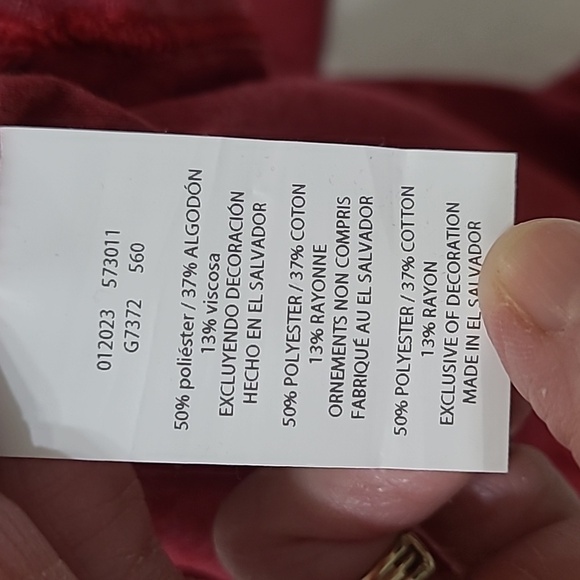 012023 573011
G7372 560
50% poliéster / 37% ALGODÓN
13% viscosa
EXCLUYENDO DECORACIÓN
HECHO EN EL SALVADOR
50% POLYESTER / 37% COTON
13% RAYONNE
ORNEMENTS NON COMPRIS
FABRIQUÉ AU EL SALVADOR
50% POLYESTER / 37% COTTON
13% RAYON
EXCLUSIVE OF DECORATION
MADE IN EL SALVADOR